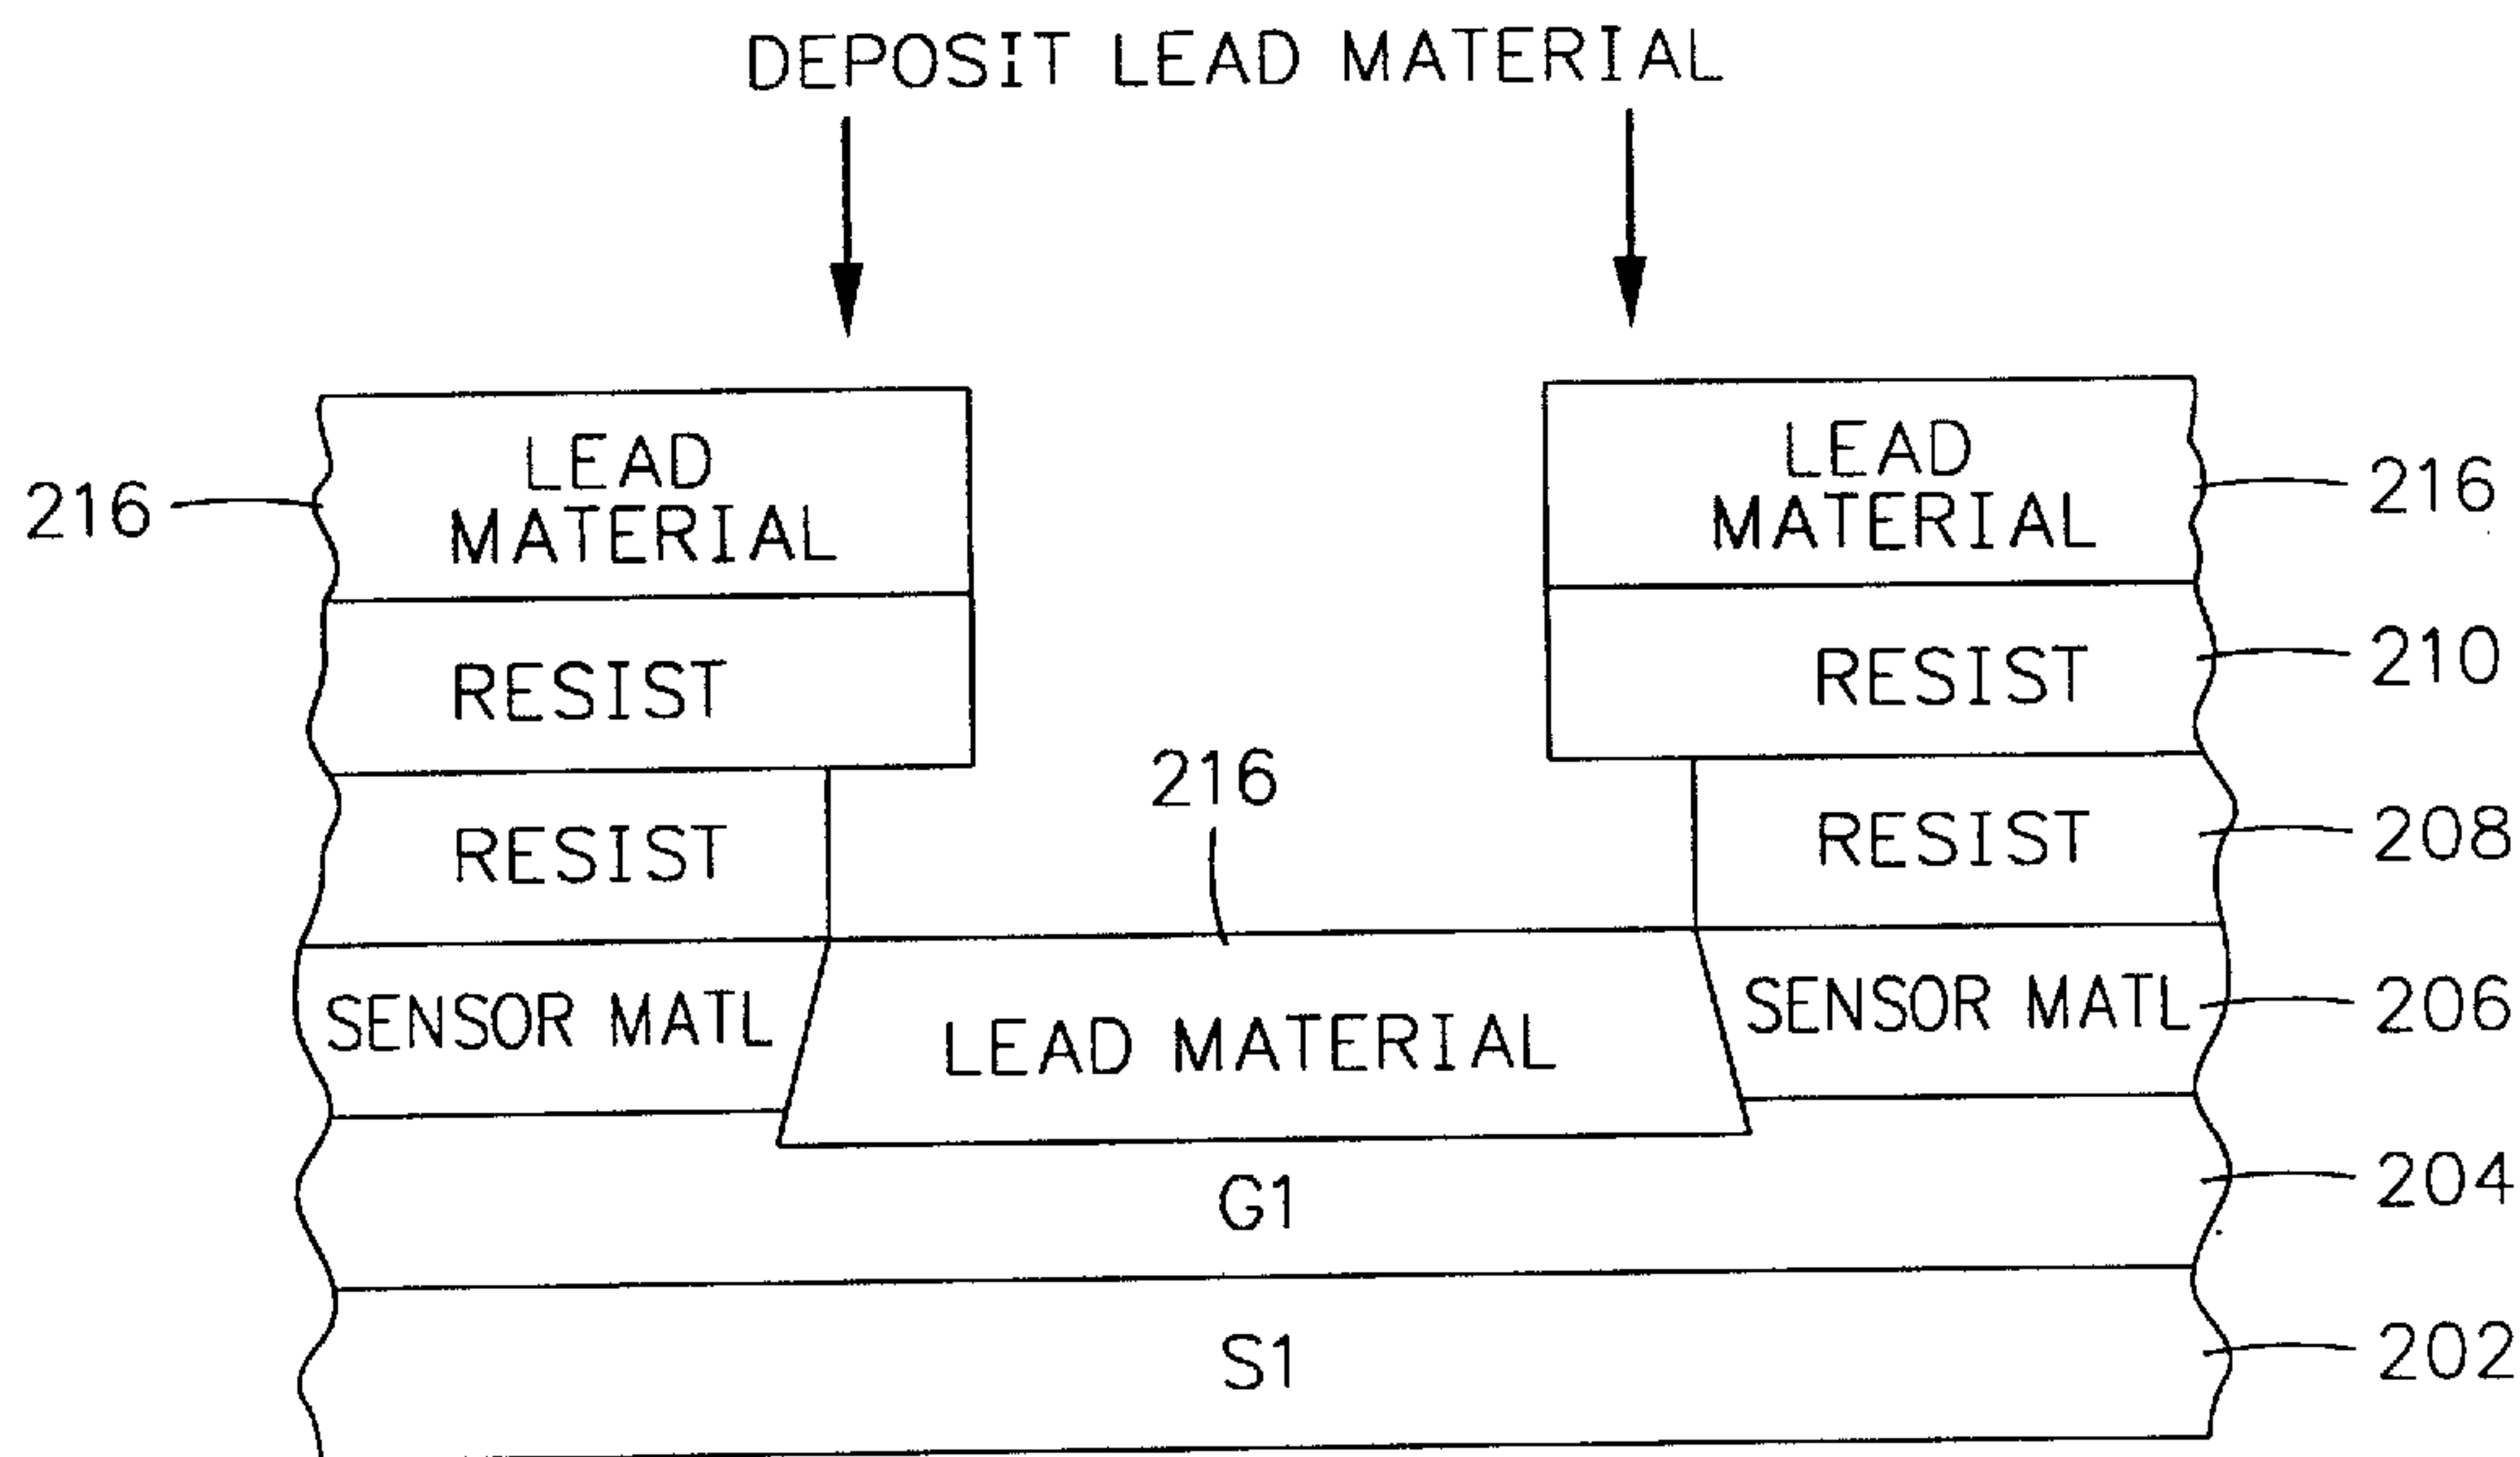 DEPOSIT LEAD MATERIAL
LEAD
MATERIAL
LEAD
MATERIAL
216
216
RESIST
RESIST
210
216
RESIST
RESIST
208
SENSOR MATL
LEAD MATERIAL
SENSOR MATL
206
G1
204
S1
202